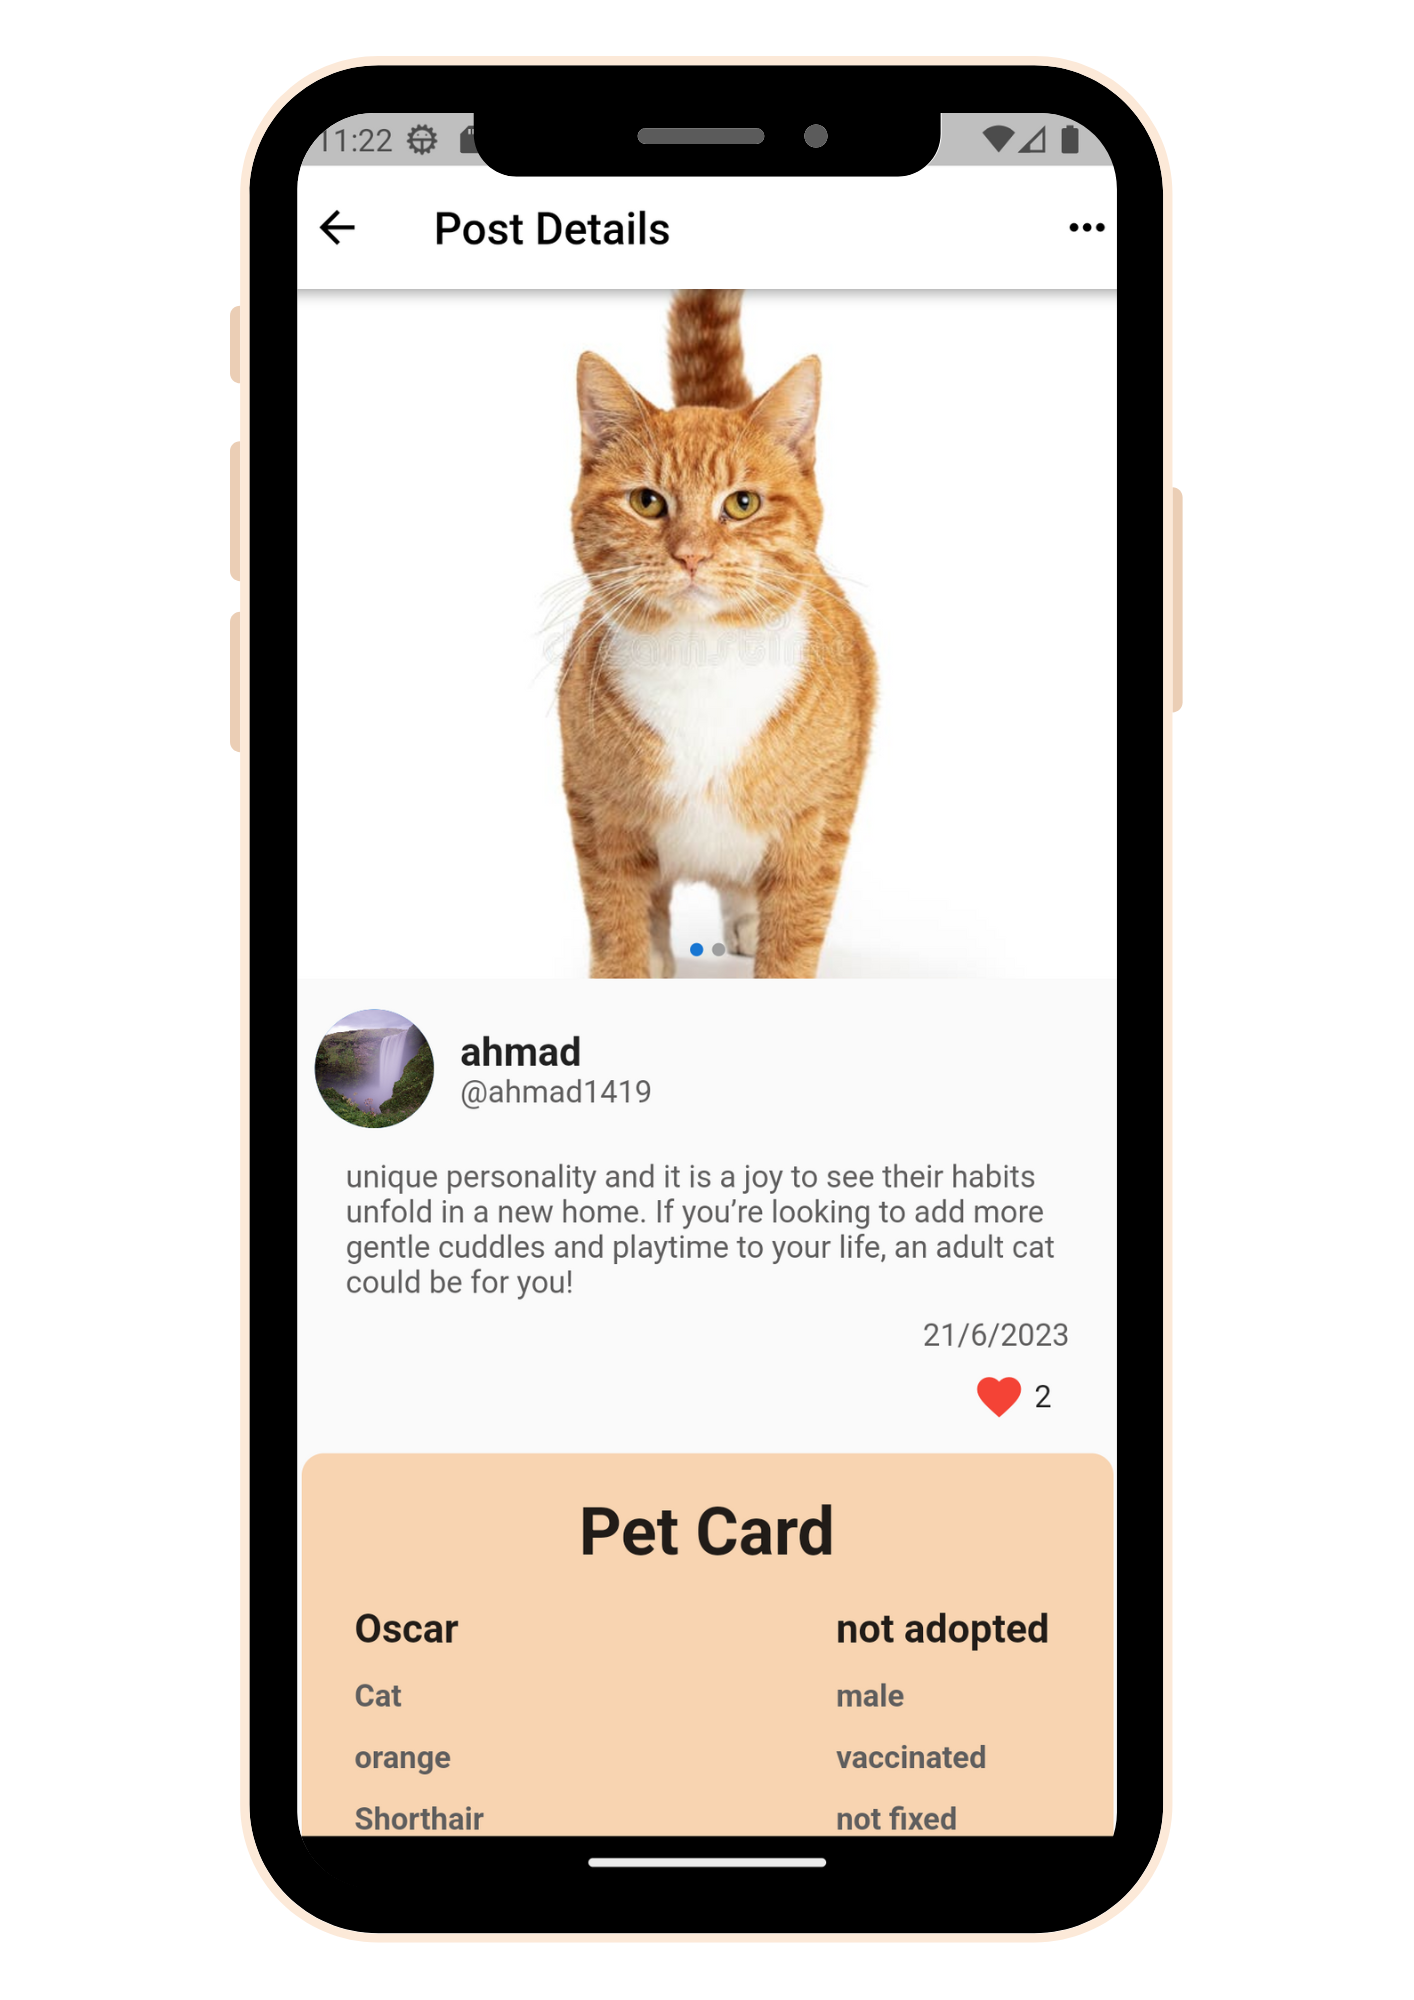 11:22
Post Details
dreamstime
ahmad
@ahmad1419
unique personality and it is a joy to see their habits
unfold in a new home. If you’re looking to add more
gentle cuddles and playtime to your life, an adult cat
could be for you!
21/6/2023
2
Pet Card
Oscar not adopted
Cat male
orange vaccinated
Shorthair not fixed